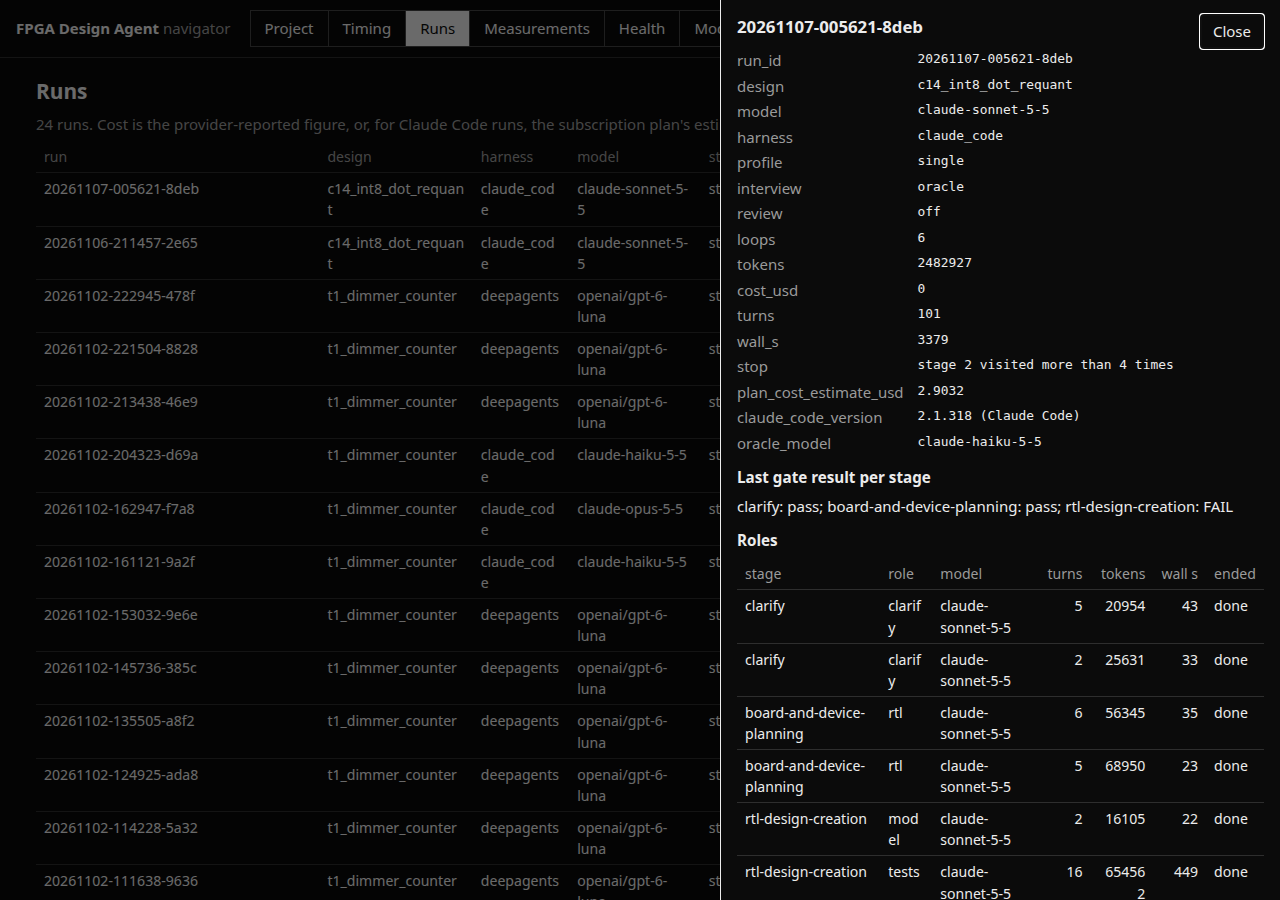 FPGA Design Agent navigator
Project
Timing
Runs
Measurements
Health
Runs
24 runs. Cost is the provider-reported figure, or, for Claude Code runs, the subscription plan's
run design harness model
20261107-005621-8deb c14_int8_dot_requan claude_cod claude-sonnet-5-
t e 5
20261106-211457-2e65 c14_int8_dot_requan claude_cod claude-sonnet-5-
t e 5
20261102-222945-478f t1_dimmer_counter deepagents openai/gpt-6-
luna
20261102-221504-8828 t1_dimmer_counter deepagents openai/gpt-6-
luna
20261102-213438-46e9 t1_dimmer_counter deepagents openai/gpt-6-
luna
20261102-204323-d69a t1_dimmer_counter claude_cod claude-haiku-5-5
e
20261102-162947-f7a8 t1_dimmer_counter claude_cod claude-opus-5-5
e
20261102-161121-9a2f t1_dimmer_counter claude_cod claude-haiku-5-5
e
20261102-153032-9e6e t1_dimmer_counter deepagents openai/gpt-6-
luna
20261102-145736-385c t1_dimmer_counter deepagents openai/gpt-6-
luna
20261102-135505-a8f2 t1_dimmer_counter deepagents openai/gpt-6-
luna
20261102-124925-ada8 t1_dimmer_counter deepagents openai/gpt-6-
luna
20261102-114228-5a32 t1_dimmer_counter deepagents openai/gpt-6-
luna
20261102-111638-9636 t1_dimmer_counter deepagents openai/gpt-6-
20261107-005621-8deb
Close
run_id 20261107-005621-8deb
design c14_int8_dot_requant
model claude-sonnet-5-5
harness claude_code
profile single
interview oracle
review off
loops 6
tokens 2482927
cost_usd 0
turns 101
wall_s 3379
stop stage 2 visited more than 4 times
plan_cost_estimate_usd 2.9032
claude_code_version 2.1.318 (Claude Code)
oracle_model claude-haiku-5-5
Last gate result per stage
clarify: pass; board-and-device-planning: pass; rtl-design-creation: FAIL
Roles
stage role model turns tokens wall s ended
clarify clarif claude- 5 20954 43 done
y sonnet-5-5
clarify clarif claude- 2 25631 33 done
y sonnet-5-5
board-and-device- rtl claude- 6 56345 35 done
planning sonnet-5-5
board-and-device- rtl claude- 5 68950 23 done
planning sonnet-5-5
rtl-design-creation mod claude- 2 16105 22 done
el sonnet-5-5
rtl-design-creation tests claude- 16 65456 449 done
sonnet-5-5 2